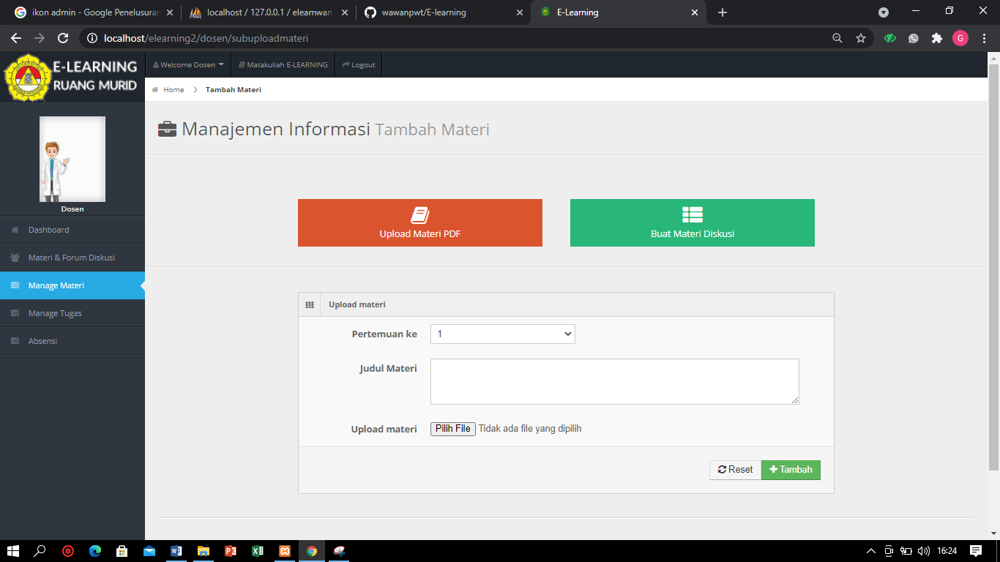 ikon admin - Google Penelusuran
localhost / 127.0.0.1 / elearnwan
wawanpwt/E-learning
E-Learning
localhost/elearning2/dosen/subuploadmateri
G
E-LEARNING
RUANG MURID
Welcome Dosen
Matakuliah E-LEARNING
Logout
Home
Tambah Materi
Manajemen Informasi Tambah Materi
Dosen
Dashboard
Materi & Forum Diskusi
Manage Materi
Manage Tugas
Absensi
Upload Materi PDF
Buat Materi Diskusi
Upload materi
Pertemuan ke
1
Judul Materi
Upload materi
Pilih File Tidak ada file yang dipilih
Reset
Tambah
16:24